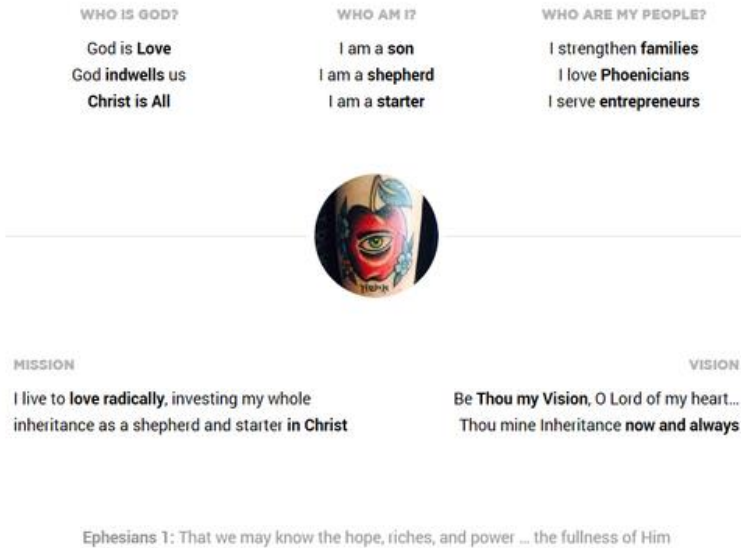 WHO IS GOD?
God is Love
God indwells us
Christ is All
WHO AM I?
I am a son
I am a shepherd
I am a starter
WHO ARE MY PEOPLE?
I strengthen families
I love Phoenicians
I serve entrepreneurs
MISSION
I live to love radically, investing my whole
inheritance as a shepherd and starter in Christ
VISION
Be Thou my Vision, O Lord of my heart...
Thou mine Inheritance now and always
Ephesians 1: That we may know the hope, riches, and power ... the fullness of Him